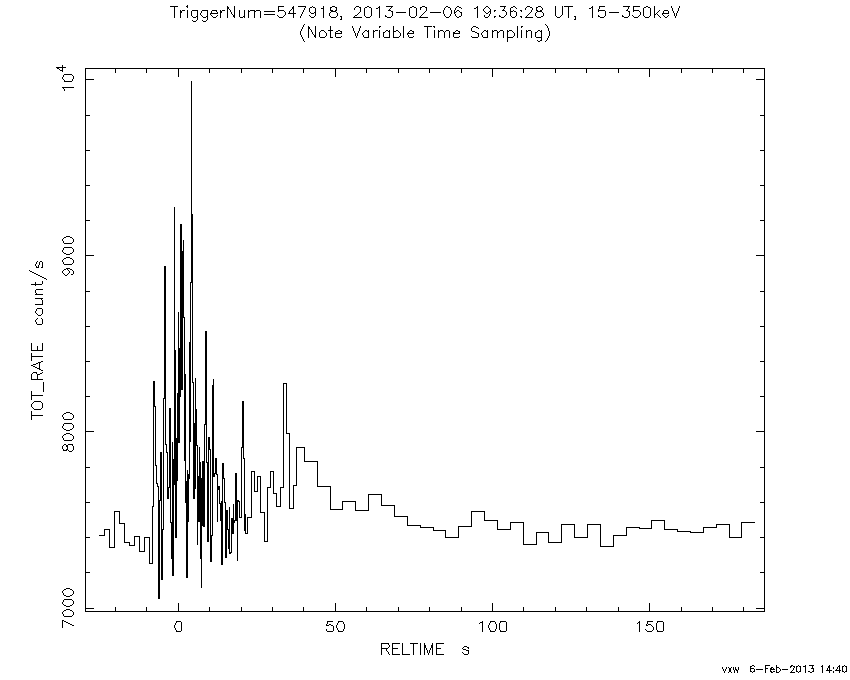 TriggerNum=547918, 2013-02-06 19:36:28 UT, 15-350keV
(Note Variable Time Sampling)
10⁴
9000
8000
7000
TOT_RATE count/s
0 50 100 150
RELTIME s
vxw 6-Feb-2013 14:40